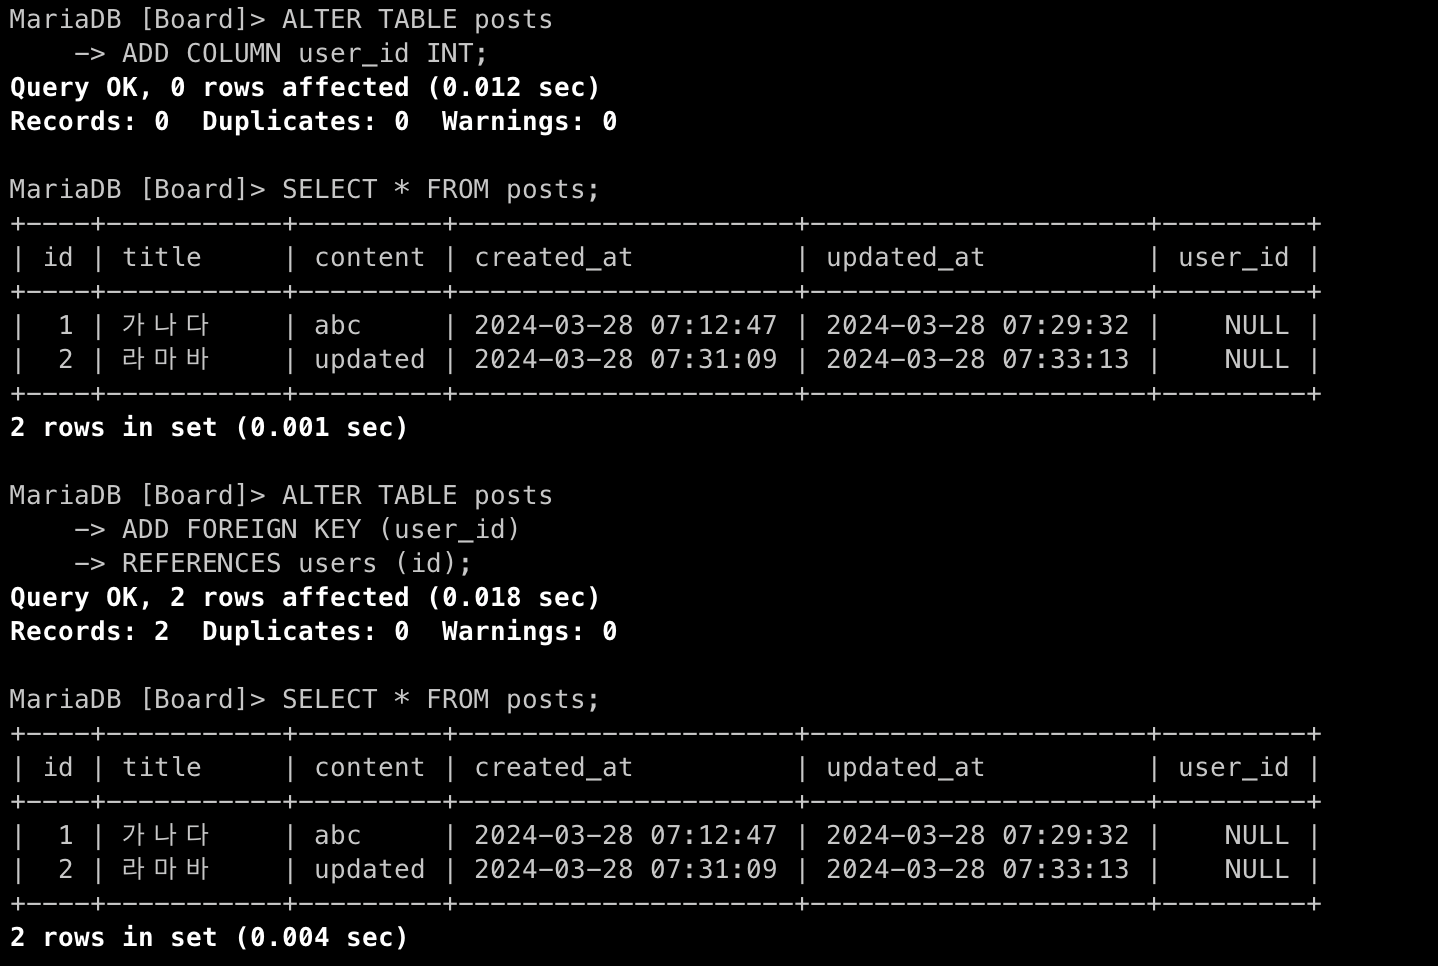 MariaDB [Board]> ALTER TABLE posts
    -> ADD COLUMN user_id INT;
Query OK, 0 rows affected (0.012 sec)
Records: 0  Duplicates: 0  Warnings: 0

MariaDB [Board]> SELECT * FROM posts;
+----+-----------+---------+---------------------+---------------------+---------+
| id | title     | content | created_at          | updated_at          | user_id |
+----+-----------+---------+---------------------+---------------------+---------+
|  1 | 가나다    | abc     | 2024-03-28 07:12:47 | 2024-03-28 07:29:32 |    NULL |
|  2 | 라마바    | updated | 2024-03-28 07:31:09 | 2024-03-28 07:33:13 |    NULL |
+----+-----------+---------+---------------------+---------------------+---------+
2 rows in set (0.001 sec)

MariaDB [Board]> ALTER TABLE posts
    -> ADD FOREIGN KEY (user_id)
    -> REFERENCES users (id);
Query OK, 2 rows affected (0.018 sec)
Records: 2  Duplicates: 0  Warnings: 0

MariaDB [Board]> SELECT * FROM posts;
+----+-----------+---------+---------------------+---------------------+---------+
| id | title     | content | created_at          | updated_at          | user_id |
+----+-----------+---------+---------------------+---------------------+---------+
|  1 | 가나다    | abc     | 2024-03-28 07:12:47 | 2024-03-28 07:29:32 |    NULL |
|  2 | 라마바    | updated | 2024-03-28 07:31:09 | 2024-03-28 07:33:13 |    NULL |
+----+-----------+---------+---------------------+---------------------+---------+
2 rows in set (0.004 sec)